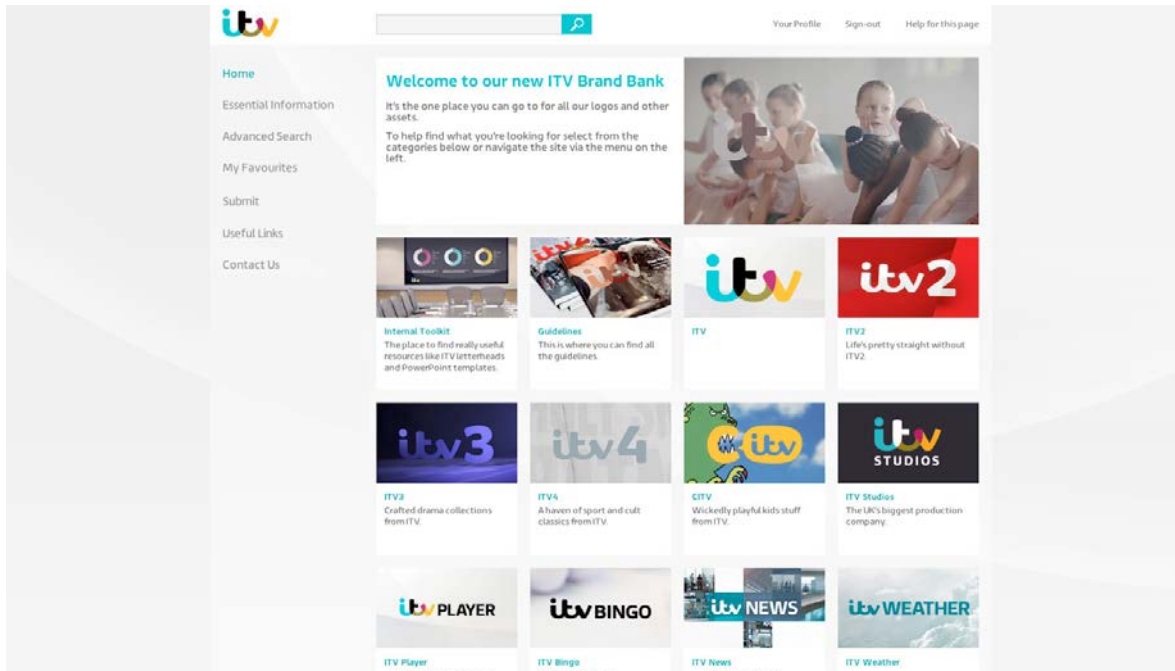 itv
Your Profile
Sign-out
Help for this page
Home
Essential Information
Advanced Search
My Favourites
Submit
Useful Links
Contact Us
Welcome to our new ITV Brand Bank
It's the one place you can go to for all our logos and other
assets.
To help find what you're looking for select from the
categories below or navigate the site via the menu on the
left.
itv
itv2
itv
itv
itv2
Internal Toolkit
The place to find really useful
resources like ITV letterheads
and PowerPoint templates.
Guidelines
This is where you can find all
the guidelines.
ITV
ITV2
Life's pretty straight without
ITV2.
itv3
itv4
citv
itv
STUDIOS
ITV3
Crafted drama collections
from ITV.
ITV4
A haven of sport and cult
classics from ITV.
CITV
Wickedly playful kids stuff
from ITV.
ITV Studios
The UK's biggest production
company.
itv PLAYER
itv BINGO
itv NEWS
itv WEATHER
ITV Player
ITV Bingo
ITV News
ITV Weather